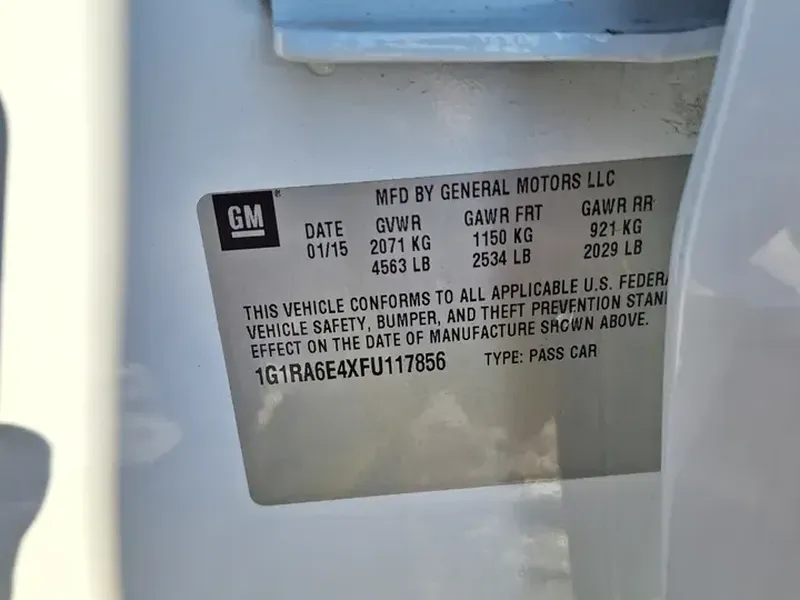 MFD BY GENERAL MOTORS LLC
GM
DATE GVWR GAWR FRT GAWR RR
01/15 2071 KG 1150 KG 921 KG
4563 LB 2534 LB 2029 LB
THIS VEHICLE CONFORMS TO ALL APPLICABLE U.S. FEDERA
VEHICLE SAFETY, BUMPER, AND THEFT PREVENTION STAN
EFFECT ON THE DATE OF MANUFACTURE SHOWN ABOVE.
1G1RA6E4XFU117856 TYPE: PASS CAR